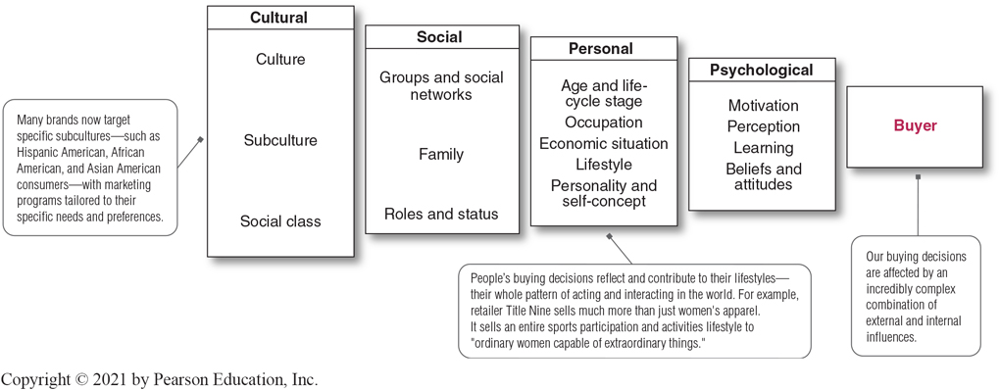 Cultural
Culture
Subculture
Social class
Social
Groups and social
networks
Family
Roles and status
Personal
Age and life-
cycle stage
Occupation
Economic situation
Lifestyle
Personality and
self-concept
Psychological
Motivation
Perception
Learning
Beliefs and
attitudes
Buyer
Many brands now target
specific subcultures—such as
Hispanic American, African
American, and Asian American
consumers—with marketing
programs tailored to their
specific needs and preferences.
People's buying decisions reflect and contribute to their lifestyles—
their whole pattern of acting and interacting in the world. For example,
retailer Title Nine sells much more than just women's apparel.
It sells an entire sports participation and activities lifestyle to
"ordinary women capable of extraordinary things."
Our buying decisions
are affected by an
incredibly complex
combination of
external and internal
influences.
Copyright © 2021 by Pearson Education, Inc.